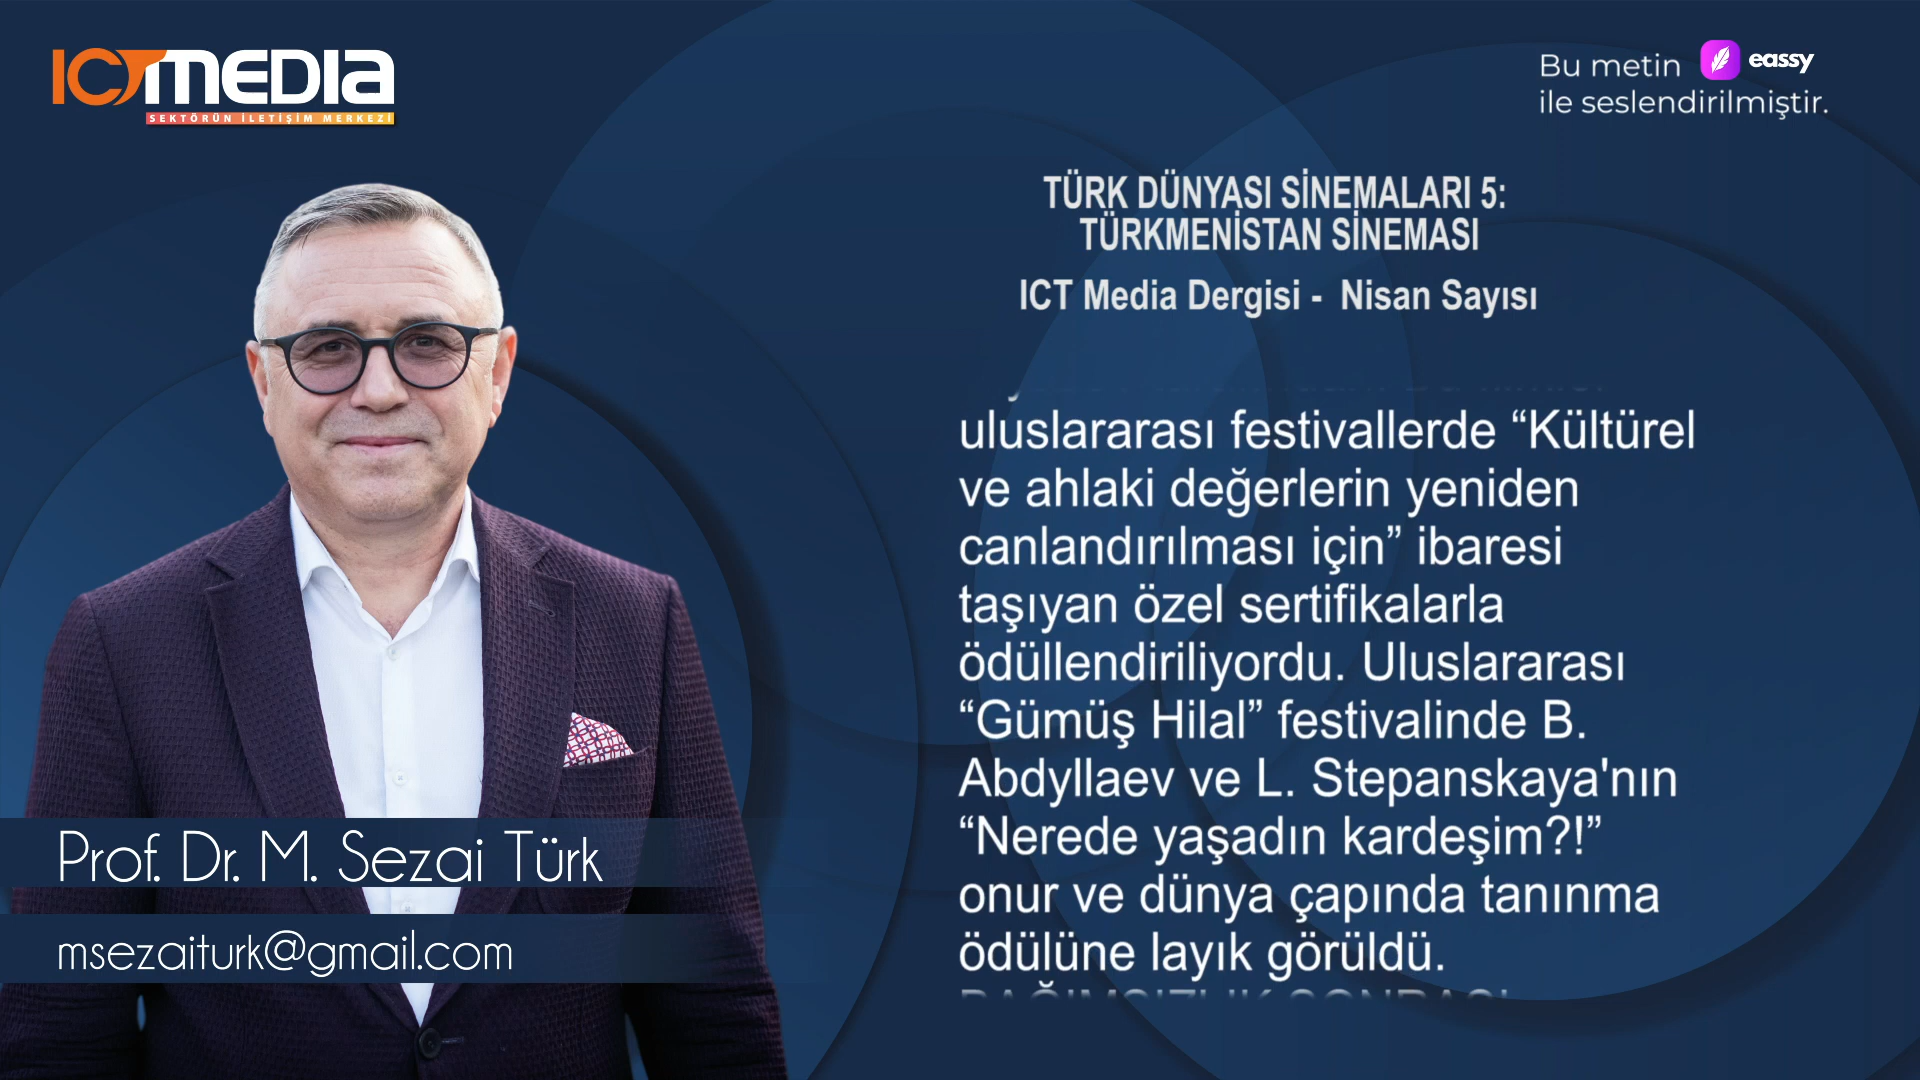 ICTMEDIA
SEKTÖRÜN İLETİŞİM MERKEZİ
Bu metin eassy
ile seslendirilmiştir.
TÜRK DÜNYASI SİNEMALARI 5:
TÜRKMENİSTAN SİNEMASI
ICT Media Dergisi - Nisan Sayısı
uluslararası festivallerde “Kültürel
ve ahlaki değerlerin yeniden
canlandırılması için” ibaresi
taşıyan özel sertifikalarla
ödüllendiriliyordu. Uluslararası
“Gümüş Hilal” festivalinde B.
Abdyllaev ve L. Stepanskaya'nın
“Nerede yaşadın kardeşim?!”
onur ve dünya çapında tanınma
ödülüne layık görüldü.
Prof. Dr. M. Sezai Türk
msezaiturk@gmail.com